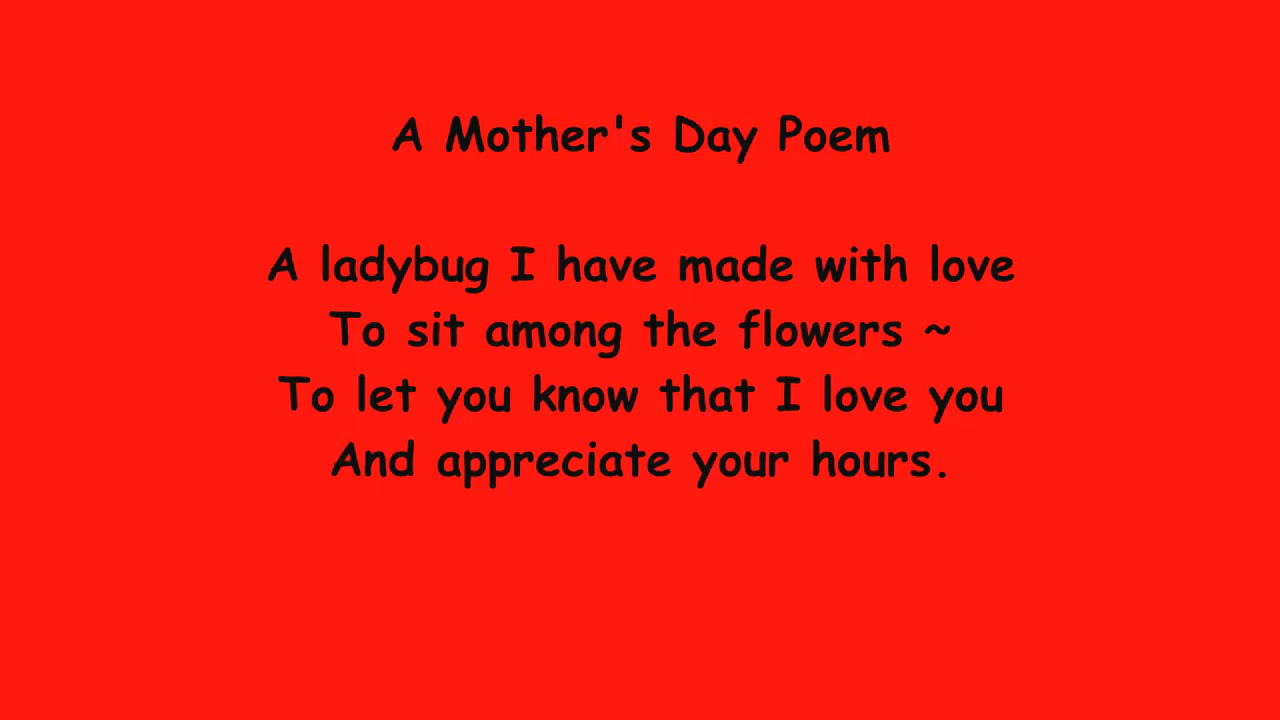 A Mother's Day Poem
A ladybug I have made with love
To sit among the flowers ~
To let you know that I love you
And appreciate your hours.